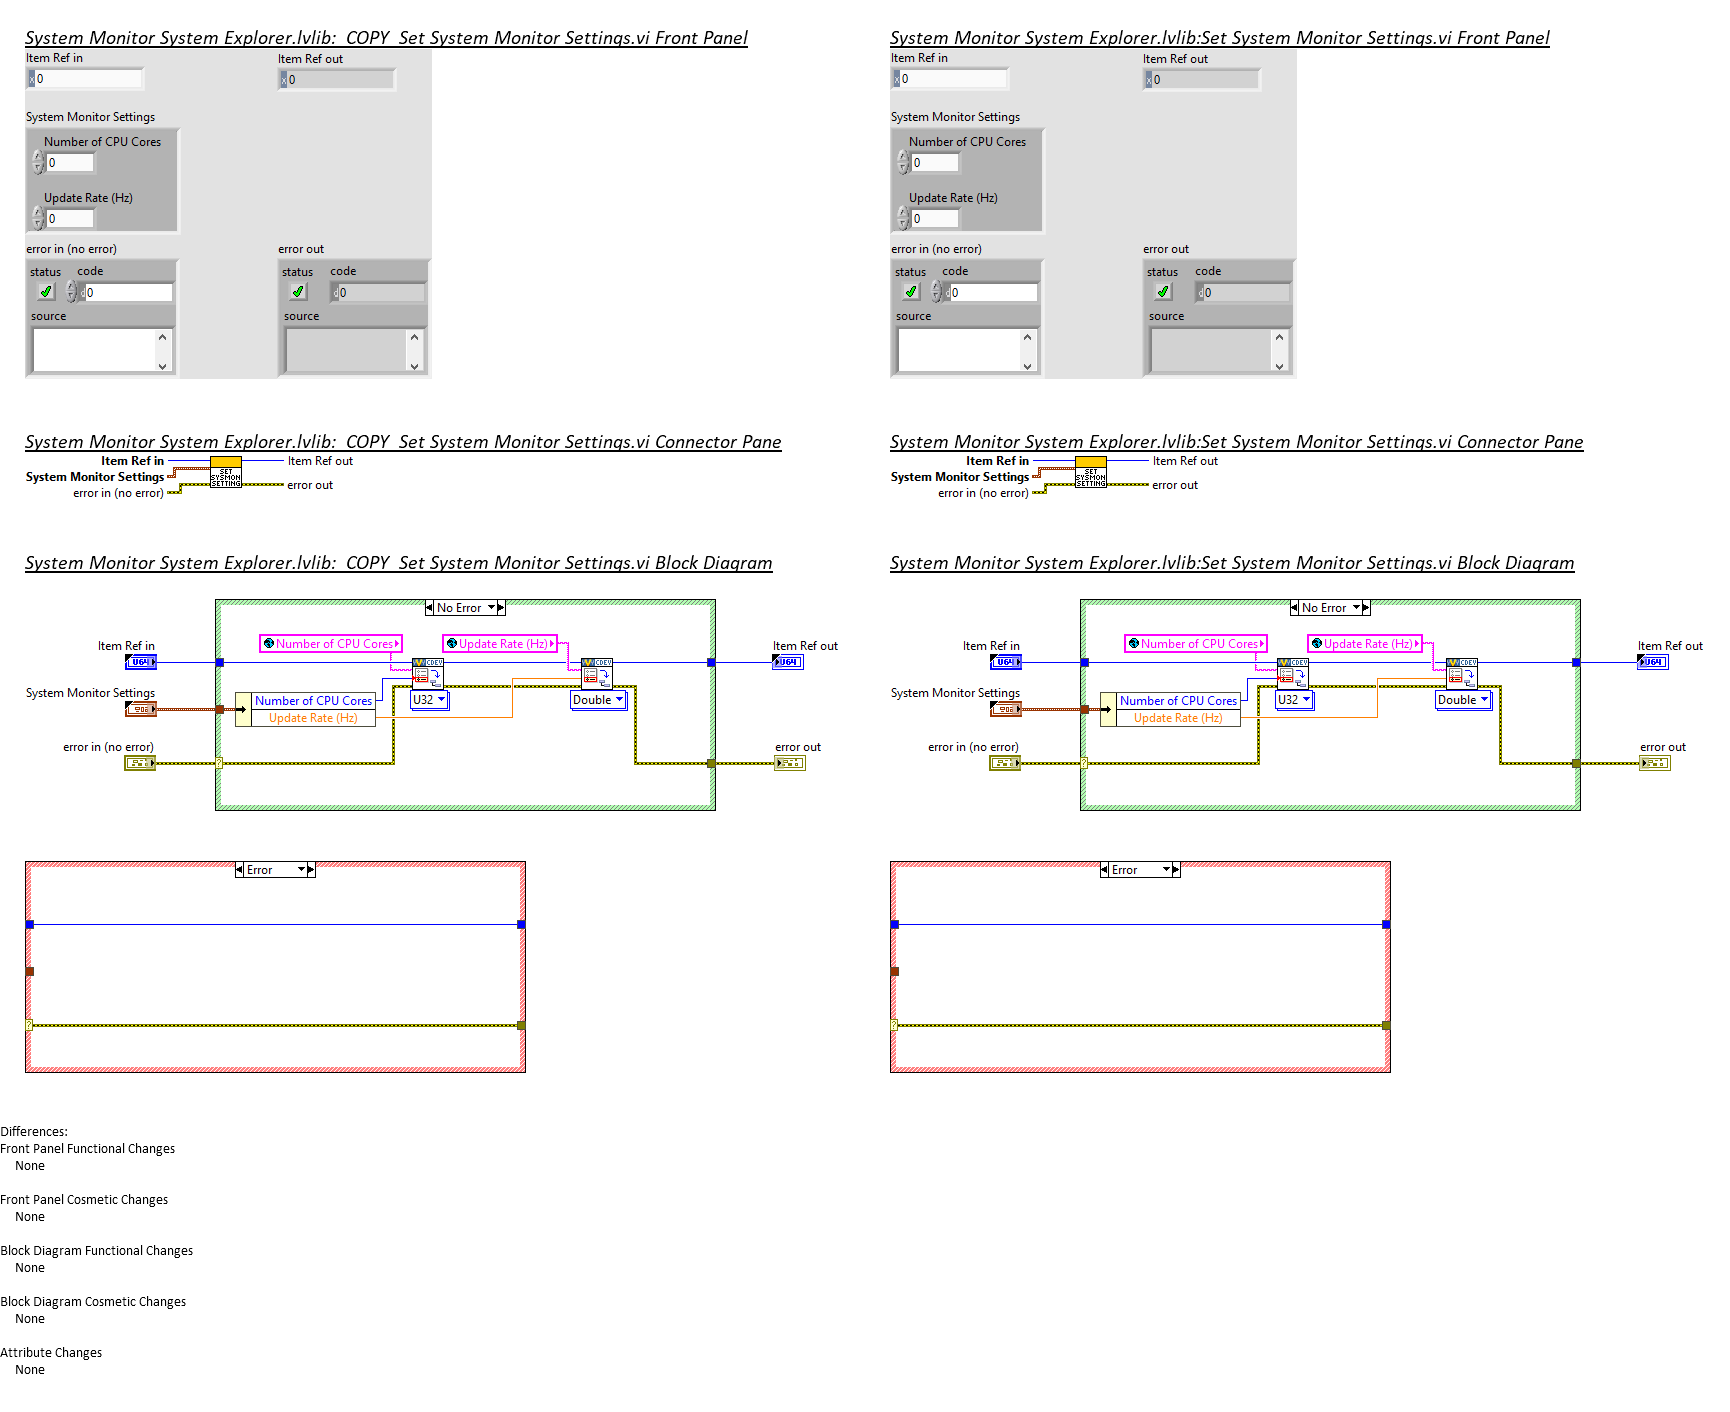 System Monitor System Explorer.lvlib:_COPY_Set System Monitor Settings.vi Front Panel
Item Ref in
Item Ref out
x 0
x 0
System Monitor Settings
Number of CPU Cores
0
Update Rate (Hz)
0
error in (no error)
error out
status code
status code
d 0
d 0
source
source
System Monitor System Explorer.lvlib:Set System Monitor Settings.vi Front Panel
Item Ref in
Item Ref out
x 0
x 0
System Monitor Settings
Number of CPU Cores
0
Update Rate (Hz)
0
error in (no error)
error out
status code
status code
d 0
d 0
source
source
System Monitor System Explorer.lvlib:_COPY_Set System Monitor Settings.vi Connector Pane
Item Ref in
Item Ref out
System Monitor Settings
error in (no error)
error out
SET
SYSMON
SETTING
System Monitor System Explorer.lvlib:Set System Monitor Settings.vi Connector Pane
Item Ref in
Item Ref out
System Monitor Settings
error in (no error)
error out
SET
SYSMON
SETTING
System Monitor System Explorer.lvlib:_COPY_Set System Monitor Settings.vi Block Diagram
No Error
Item Ref in
Number of CPU Cores
Update Rate (Hz)
Item Ref out
U64
CDEV
CDEV
U64
System Monitor Settings
Number of CPU Cores
U32
Double
Update Rate (Hz)
error in (no error)
error out
?
Error
?
System Monitor System Explorer.lvlib:Set System Monitor Settings.vi Block Diagram
No Error
Item Ref in
Number of CPU Cores
Update Rate (Hz)
Item Ref out
U64
CDEV
CDEV
U64
System Monitor Settings
Number of CPU Cores
U32
Double
Update Rate (Hz)
error in (no error)
error out
?
Error
?
Differences:
Front Panel Functional Changes
None
Front Panel Cosmetic Changes
None
Block Diagram Functional Changes
None
Block Diagram Cosmetic Changes
None
Attribute Changes
None